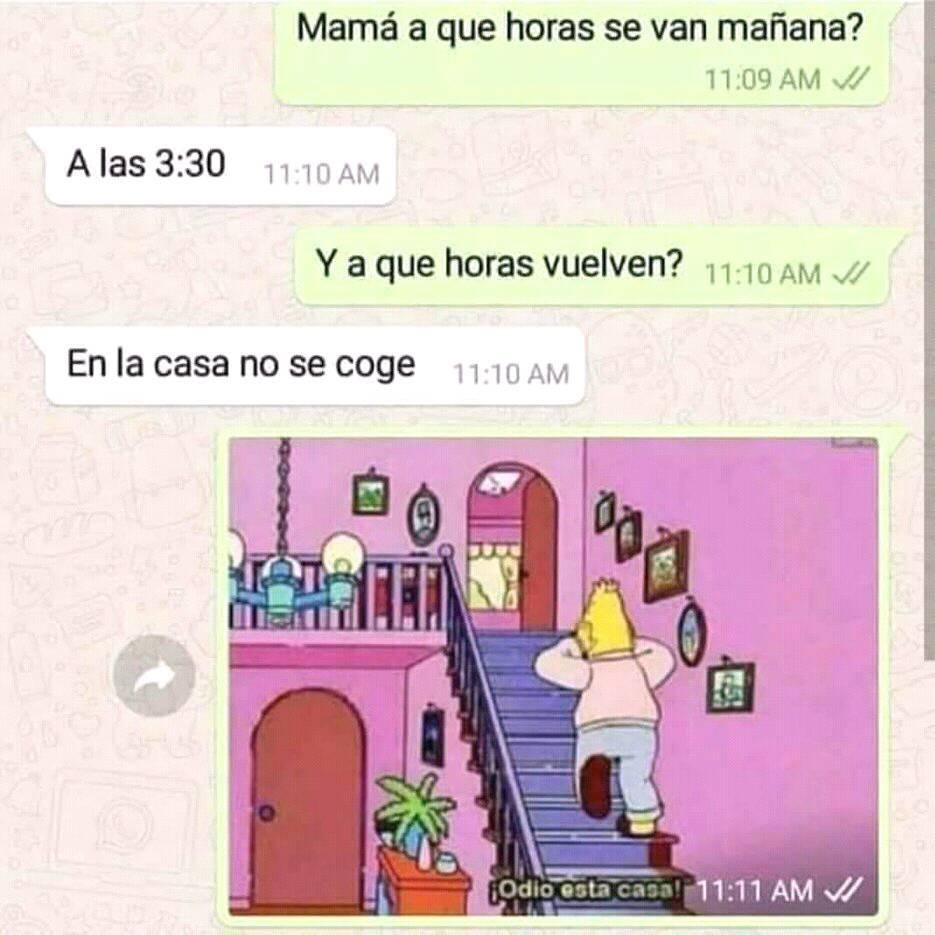 Mamá a que horas se van mañana?
11:09 AM
A las 3:30 11:10 AM
Y a que horas vuelven? 11:10 AM
En la casa no se coge 11:10 AM
¡Odio esta casa! 11:11 AM